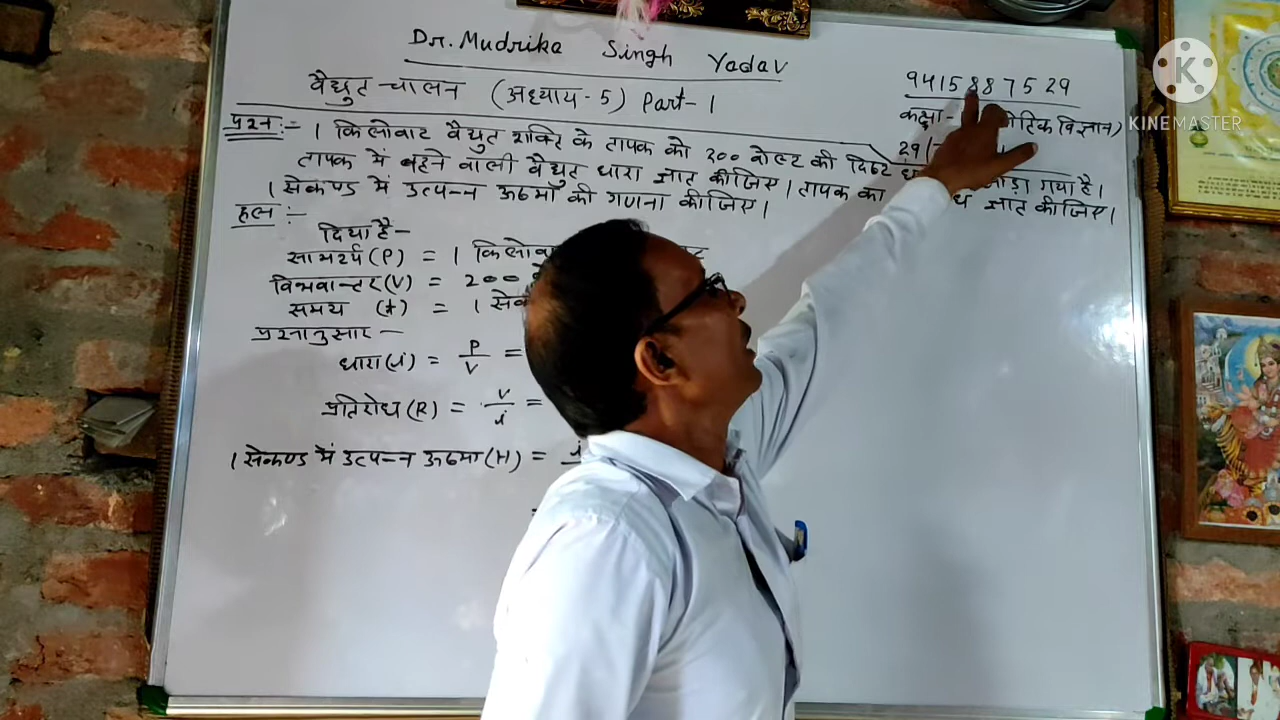 Dr. Mudrika Singh Yadav
वैद्युत-चालन (अध्याय-5) Part-1
9415887529
कक्षा-
KINEMASTER
29/
प्रश्न:- 1 किलोवाट वैद्युत शक्ति के तापक को 200 वोल्ट की दिष्ट जोड़ा गया है।
तापक में बहने वाली वैद्युत धारा ज्ञात कीजिए। तापक का ज्ञात कीजिए।
1 सेकण्ड में उत्पन्न ऊष्मा की गणना कीजिए।
हल:-
दिया है-
सामर्थ्य (P) = 1
विभवान्तर (V) = 200
समय (t) = 1
प्रश्नानुसार-
धारा (i) = P/V =
प्रतिरोध (R) = V/i =
1 सेकण्ड में उत्पन्न ऊष्मा (H) =